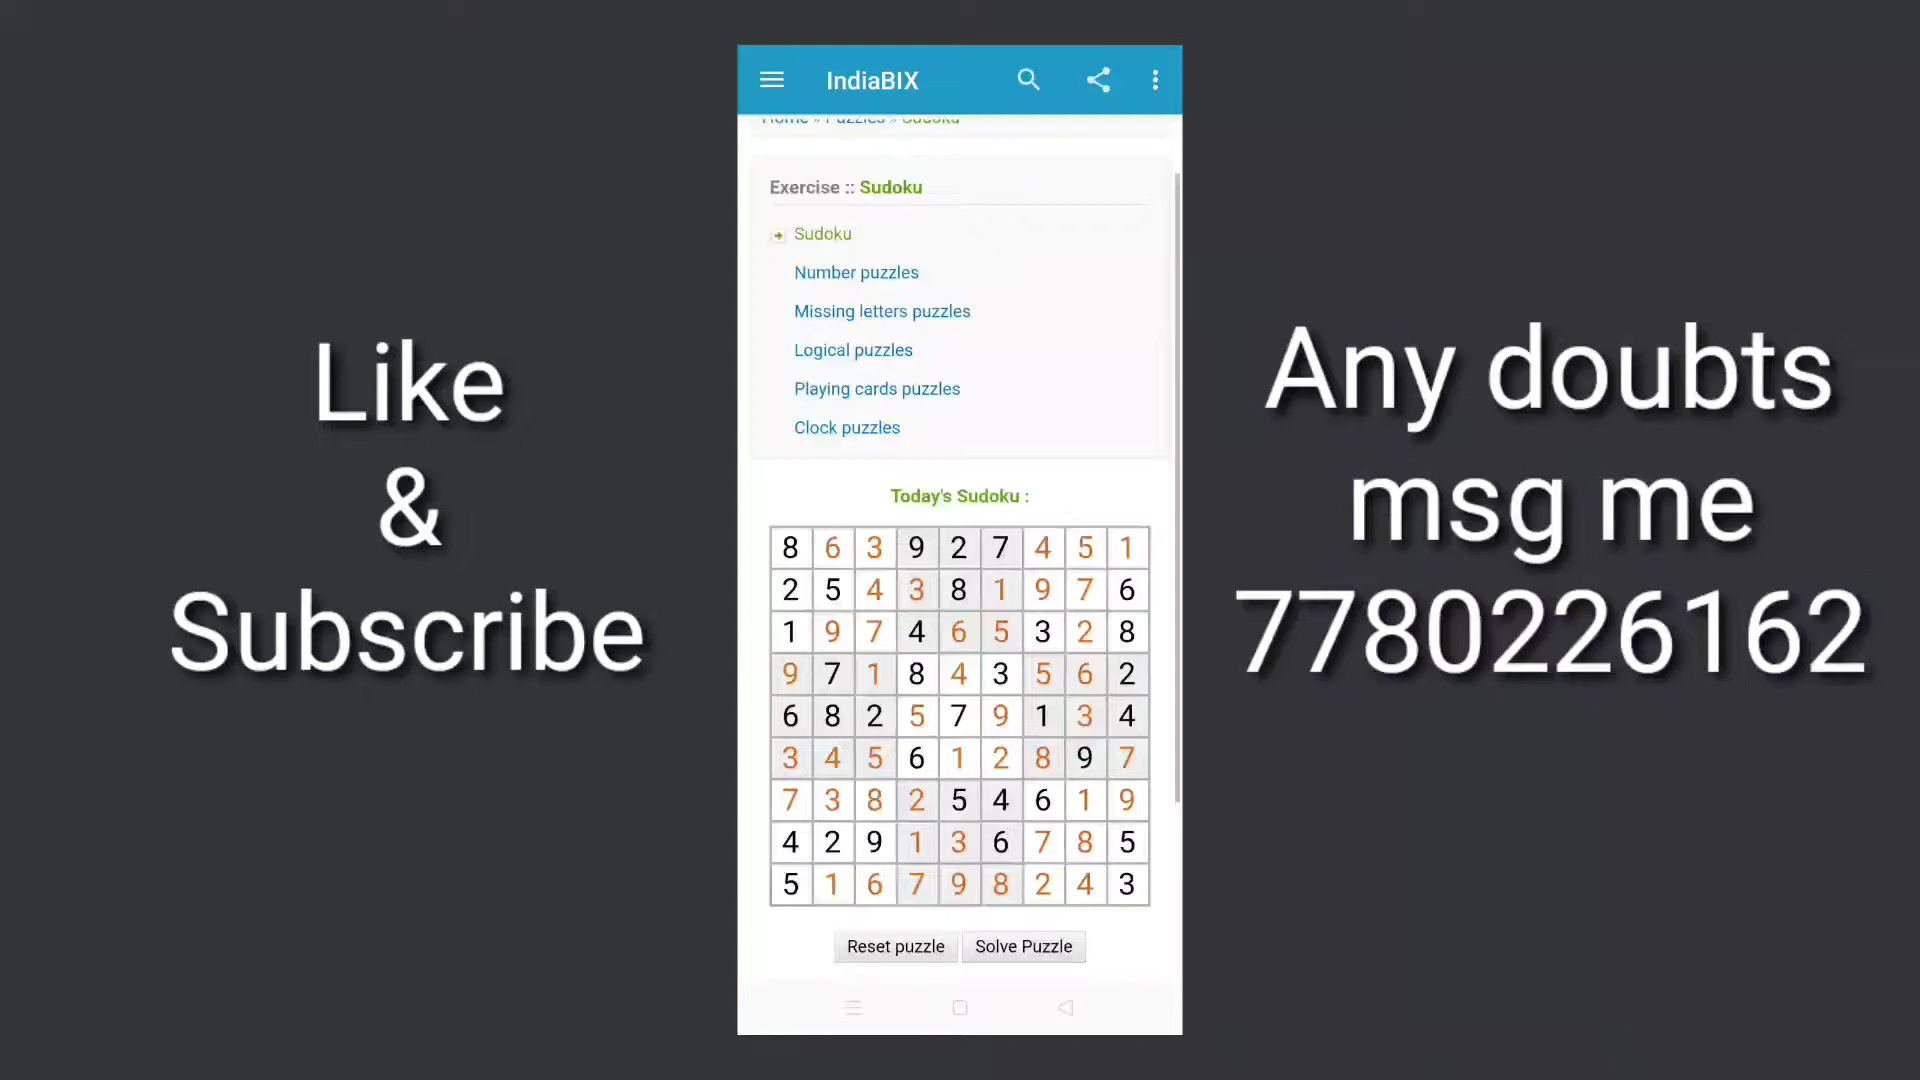 IndiaBIX
Home » Puzzles » Sudoku
Exercise :: Sudoku
Sudoku
Number puzzles
Missing letters puzzles
Logical puzzles
Playing cards puzzles
Clock puzzles
Like
&
Subscribe
Any doubts
msg me
7780226162
Today's Sudoku :
8 6 3 9 2 7 4 5 1
2 5 4 3 8 1 9 7 6
1 9 7 4 6 5 3 2 8
9 7 1 8 4 3 5 6 2
6 8 2 5 7 9 1 3 4
3 4 5 6 1 2 8 9 7
7 3 8 2 5 4 6 1 9
4 2 9 1 3 6 7 8 5
5 1 6 7 9 8 2 4 3
Reset puzzle Solve Puzzle